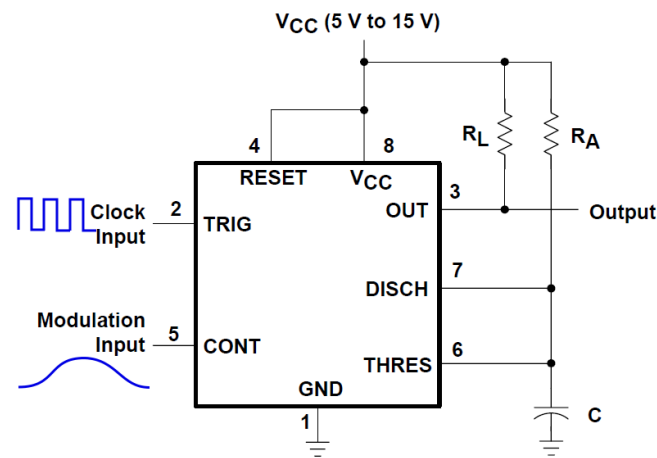 VCC (5 V to 15 V)
4
8
RL
RA
RESET
VCC
3
Clock
Input
2
TRIG
OUT
Output
7
DISCH
Modulation
Input
5
CONT
6
THRES
GND
1
C